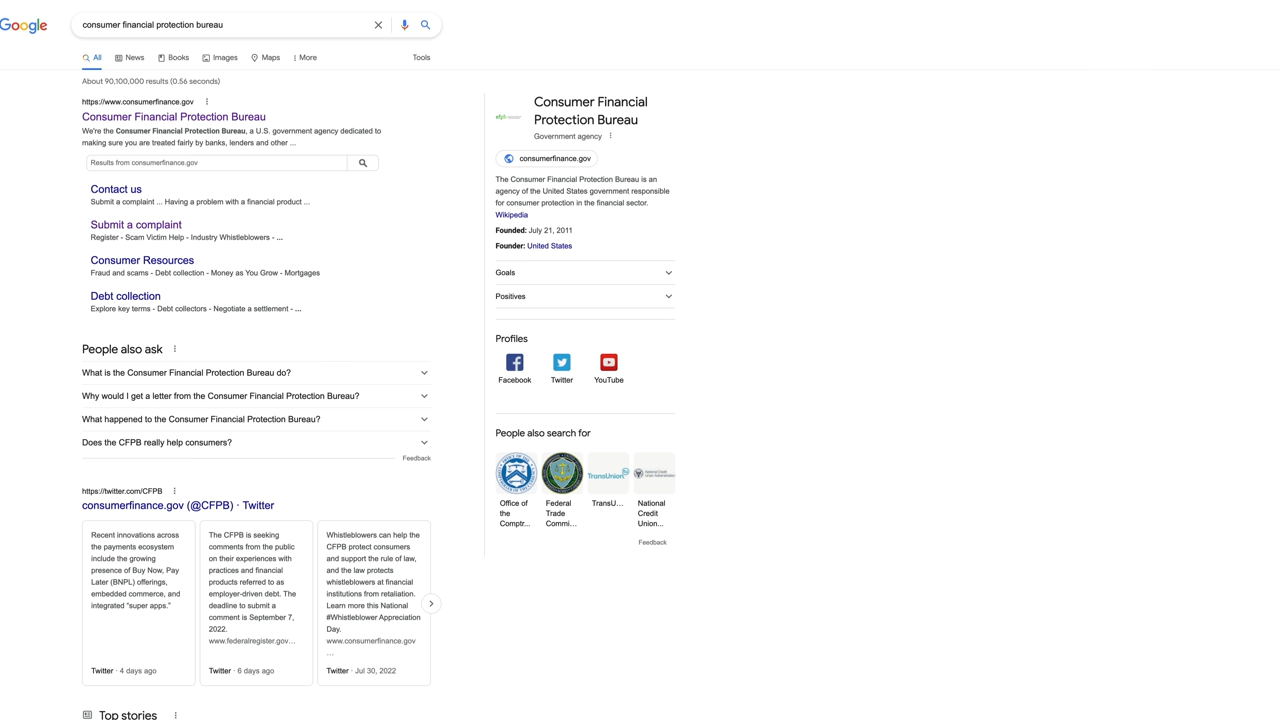 Google
consumer financial protection bureau
All
News
Books
Images
Maps
More
Tools
About 90,100,000 results (0.56 seconds)
https://www.consumerfinance.gov
Consumer Financial Protection Bureau
We're the Consumer Financial Protection Bureau, a U.S. government agency dedicated to
making sure you are treated fairly by banks, lenders and other ...
Results from consumerfinance.gov
Contact us
Submit a complaint ... Having a problem with a financial product ...
Submit a complaint
Register - Scam Victim Help - Industry Whistleblowers - ...
Consumer Resources
Fraud and scams - Debt collection - Money as You Grow - Mortgages
Debt collection
Explore key terms - Debt collectors - Negotiate a settlement - ...
People also ask
What is the Consumer Financial Protection Bureau do?
Why would I get a letter from the Consumer Financial Protection Bureau?
What happened to the Consumer Financial Protection Bureau?
Does the CFPB really help consumers?
Feedback
https://twitter.com/CFPB
consumerfinance.gov (@CFPB) · Twitter
Recent innovations across
the payments ecosystem
include the growing
presence of Buy Now, Pay
Later (BNPL) offerings,
embedded commerce, and
integrated “super apps.”
Twitter · 4 days ago
The CFPB is seeking
comments from the public
on their experiences with
practices and financial
products referred to as
employer-driven debt. The
deadline to submit a
comment is September 7,
2022.
www.federalregister.gov…
Twitter · 6 days ago
Whistleblowers can help the
CFPB protect consumers
and support the rule of law,
and the law protects
whistleblowers at financial
institutions from retaliation.
Learn more this National
#Whistleblower Appreciation
Day.
www.consumerfinance.gov
…
Twitter · Jul 30, 2022
Top stories
Consumer Financial
Protection Bureau
Government agency
consumerfinance.gov
The Consumer Financial Protection Bureau is an
agency of the United States government responsible
for consumer protection in the financial sector.
Wikipedia
Founded: July 21, 2011
Founder: United States
Goals
Positives
Profiles
Facebook
Twitter
YouTube
People also search for
TransUnion
Office of
the
Comptr...
Federal
Trade
Commi...
TransU...
National
Credit
Union...
Feedback